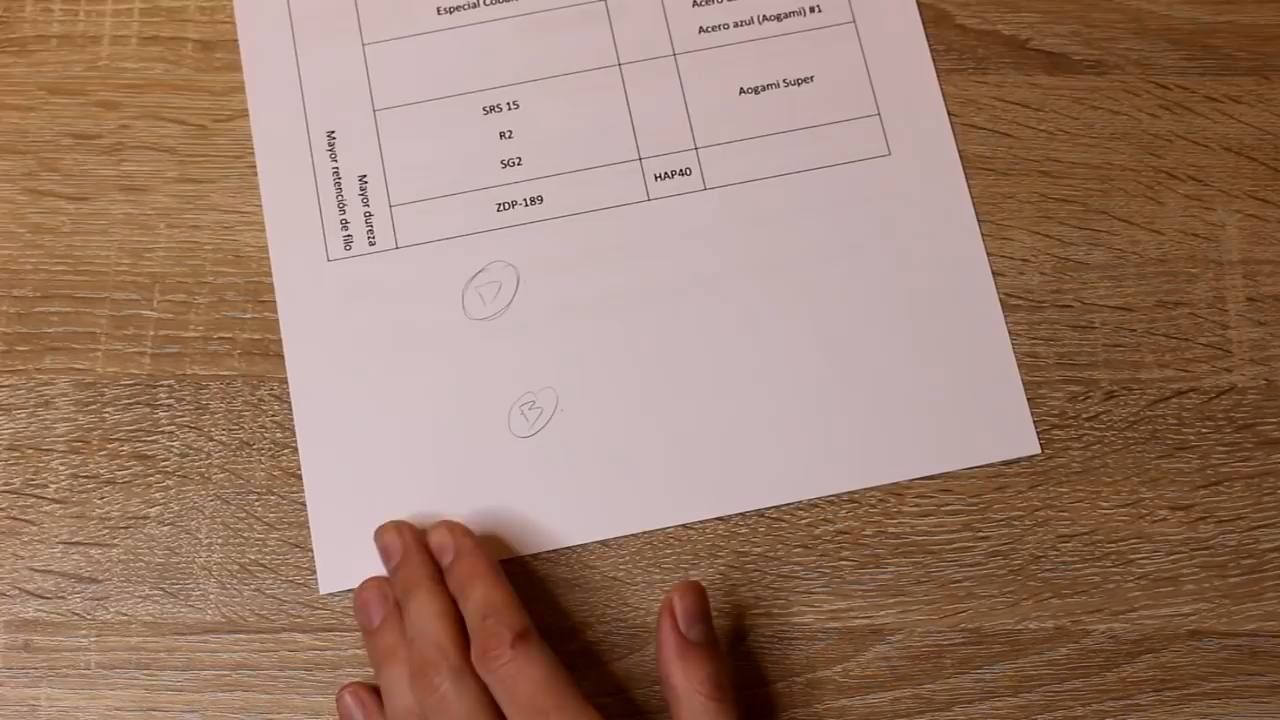 Especial
Acero azul (Aogami) #1
Mayor retención de filo
Mayor dureza
SRS 15
R2
SG2
Aogami Super
ZDP-189
HAP40
D
B